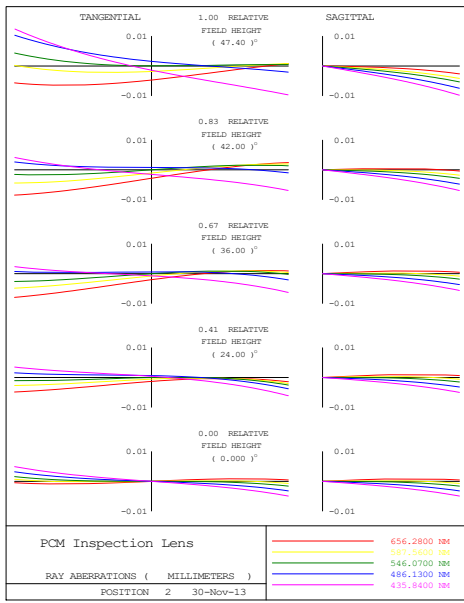 TANGENTIAL 1.00 RELATIVE SAGITTAL
FIELD HEIGHT
( 47.40 )°
0.01 0.01
-0.01 -0.01
0.83 RELATIVE
FIELD HEIGHT
( 42.00 )°
0.01 0.01
-0.01 -0.01
0.67 RELATIVE
FIELD HEIGHT
( 36.00 )°
0.01 0.01
-0.01 -0.01
0.41 RELATIVE
FIELD HEIGHT
( 24.00 )°
0.01 0.01
-0.01 -0.01
0.00 RELATIVE
FIELD HEIGHT
( 0.000 )°
0.01 0.01
-0.01 -0.01
PCM Inspection Lens
RAY ABERRATIONS ( MILLIMETERS )
POSITION 2 30-Nov-13
656.2800 NM
NM
546.0700 NM
486.1300 NM
435.8400 NM